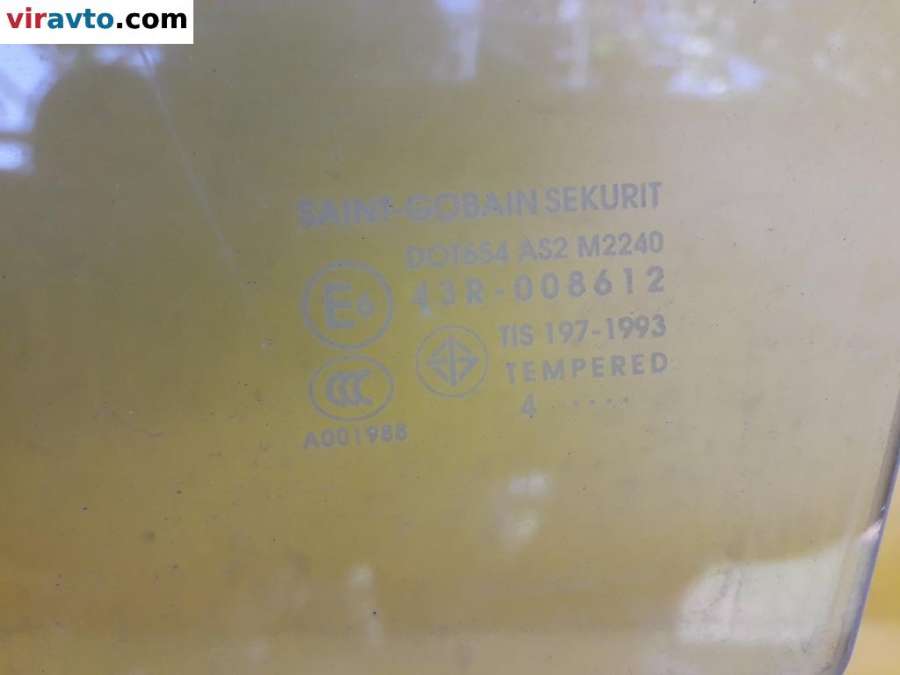 viravto.com
SAINT-GOBAIN SEKURIT
DOT654 AS2 M2240
E6
43R-008612
TIS 197-1993
TEMPERED
CCC
4 ······
A001988